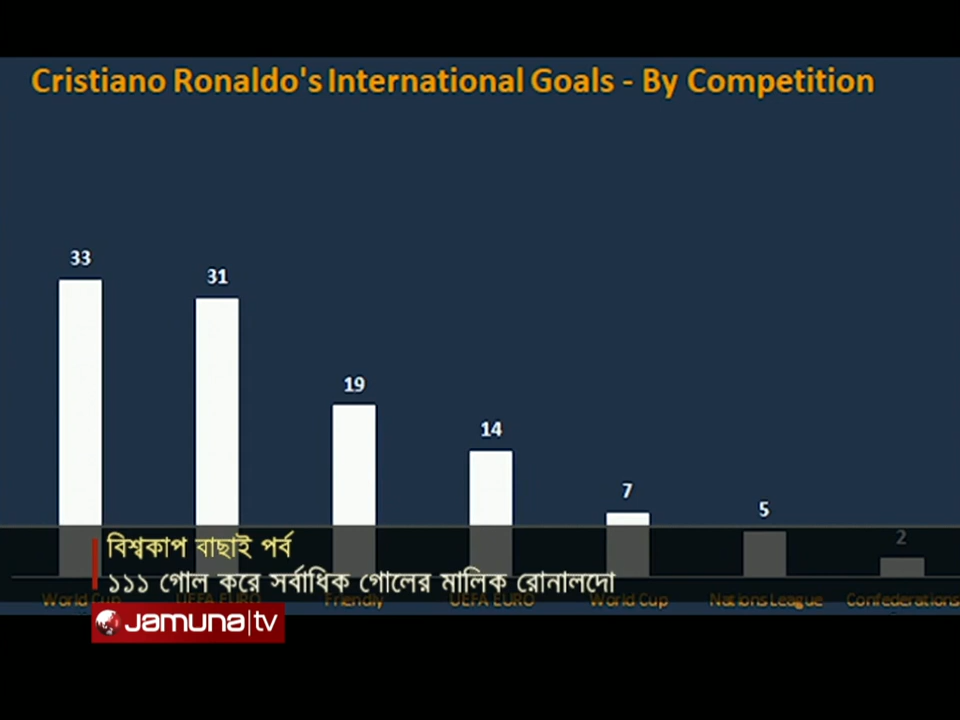 Cristiano Ronaldo's International Goals - By Competition
33
31
19
14
7
5
2
বিশ্বকাপ বাছাই পর্ব
১১১ গোল করে সর্বাধিক গোলের মালিক রোনালদো
World Cup UEFA EURO Friendly UEFA EURO World Cup Nations League Confederations
Jamuna|tv